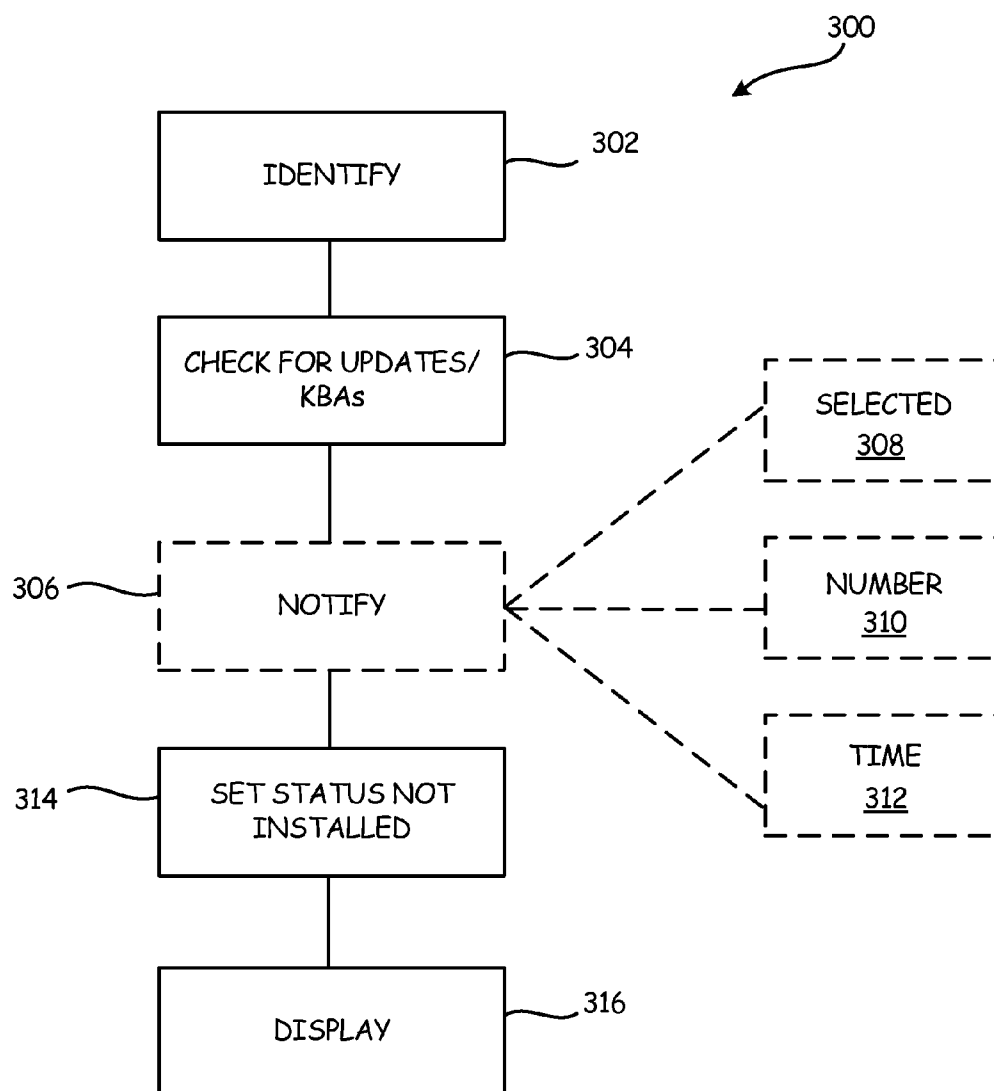 300
IDENTIFY
302
CHECK FOR UPDATES/
KBAs
304
SELECTED
308
306
NOTIFY
NUMBER
310
TIME
312
314
SET STATUS NOT
INSTALLED
DISPLAY
316